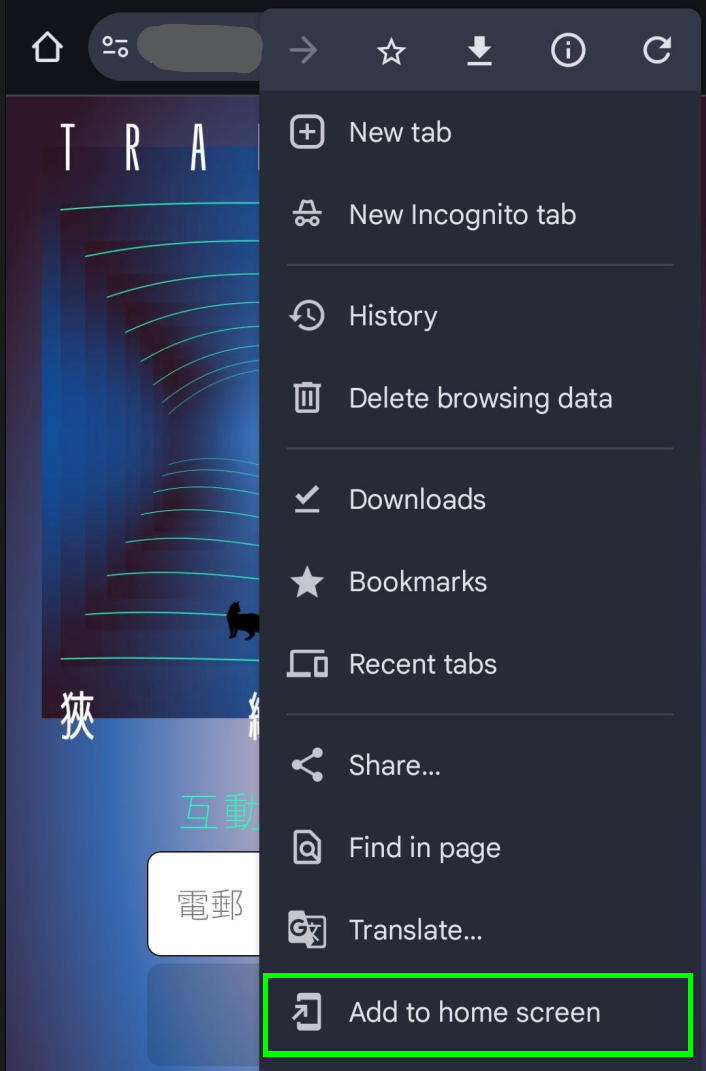 T R A
New tab
New Incognito tab
History
Delete browsing data
Downloads
Bookmarks
Recent tabs
狹
互動
Share...
Find in page
電郵
Translate...
Add to home screen